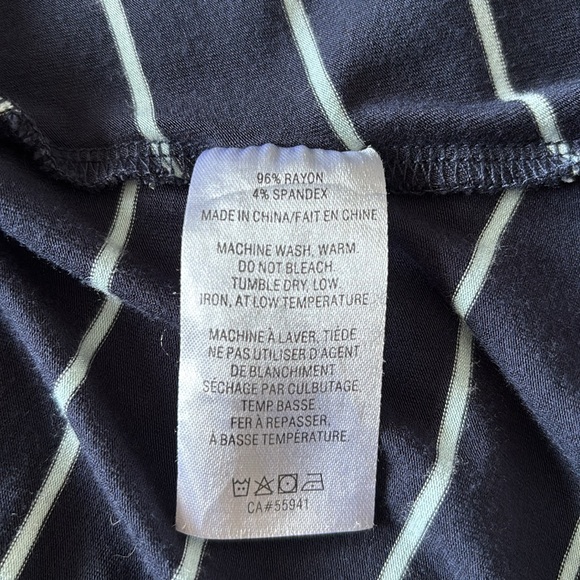 96% RAYON
4% SPANDEX
MADE IN CHINA/FAIT EN CHINE
MACHINE WASH, WARM.
DO NOT BLEACH.
TUMBLE DRY, LOW.
IRON, AT LOW TEMPERATURE.
MACHINE À LAVER, TIÈDE
NE PAS UTILISER D'AGENT
DE BLANCHIMENT
SÉCHAGE PAR CULBUTAGE,
TEMP. BASSE.
FER À REPASSER,
À BASSE TEMPÉRATURE.
CA#55941